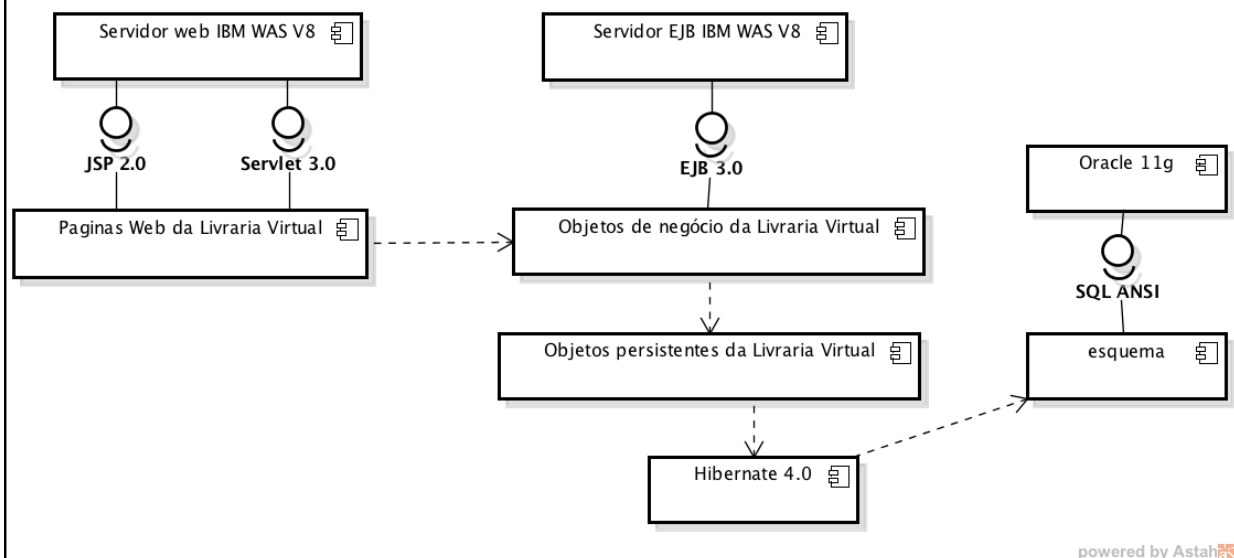 Servidor web IBM WAS V8
Servidor EJB IBM WAS V8
JSP 2.0
Servlet 3.0
EJB 3.0
Oracle 11g
Paginas Web da Livraria Virtual
Objetos de negócio da Livraria Virtual
SQL ANSI
Objetos persistentes da Livraria Virtual
esquema
Hibernate 4.0
powered by Astah